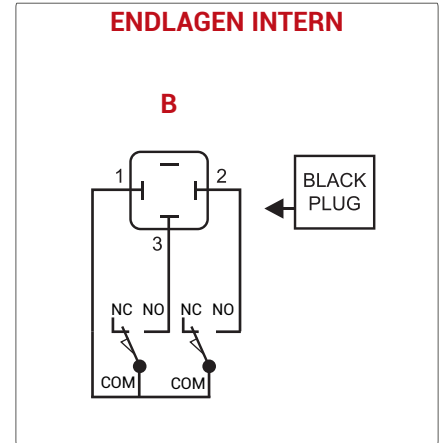 ENDLAGEN INTERN
B
1 2
BLACK
PLUG
3
NC NO NC NO
COM COM